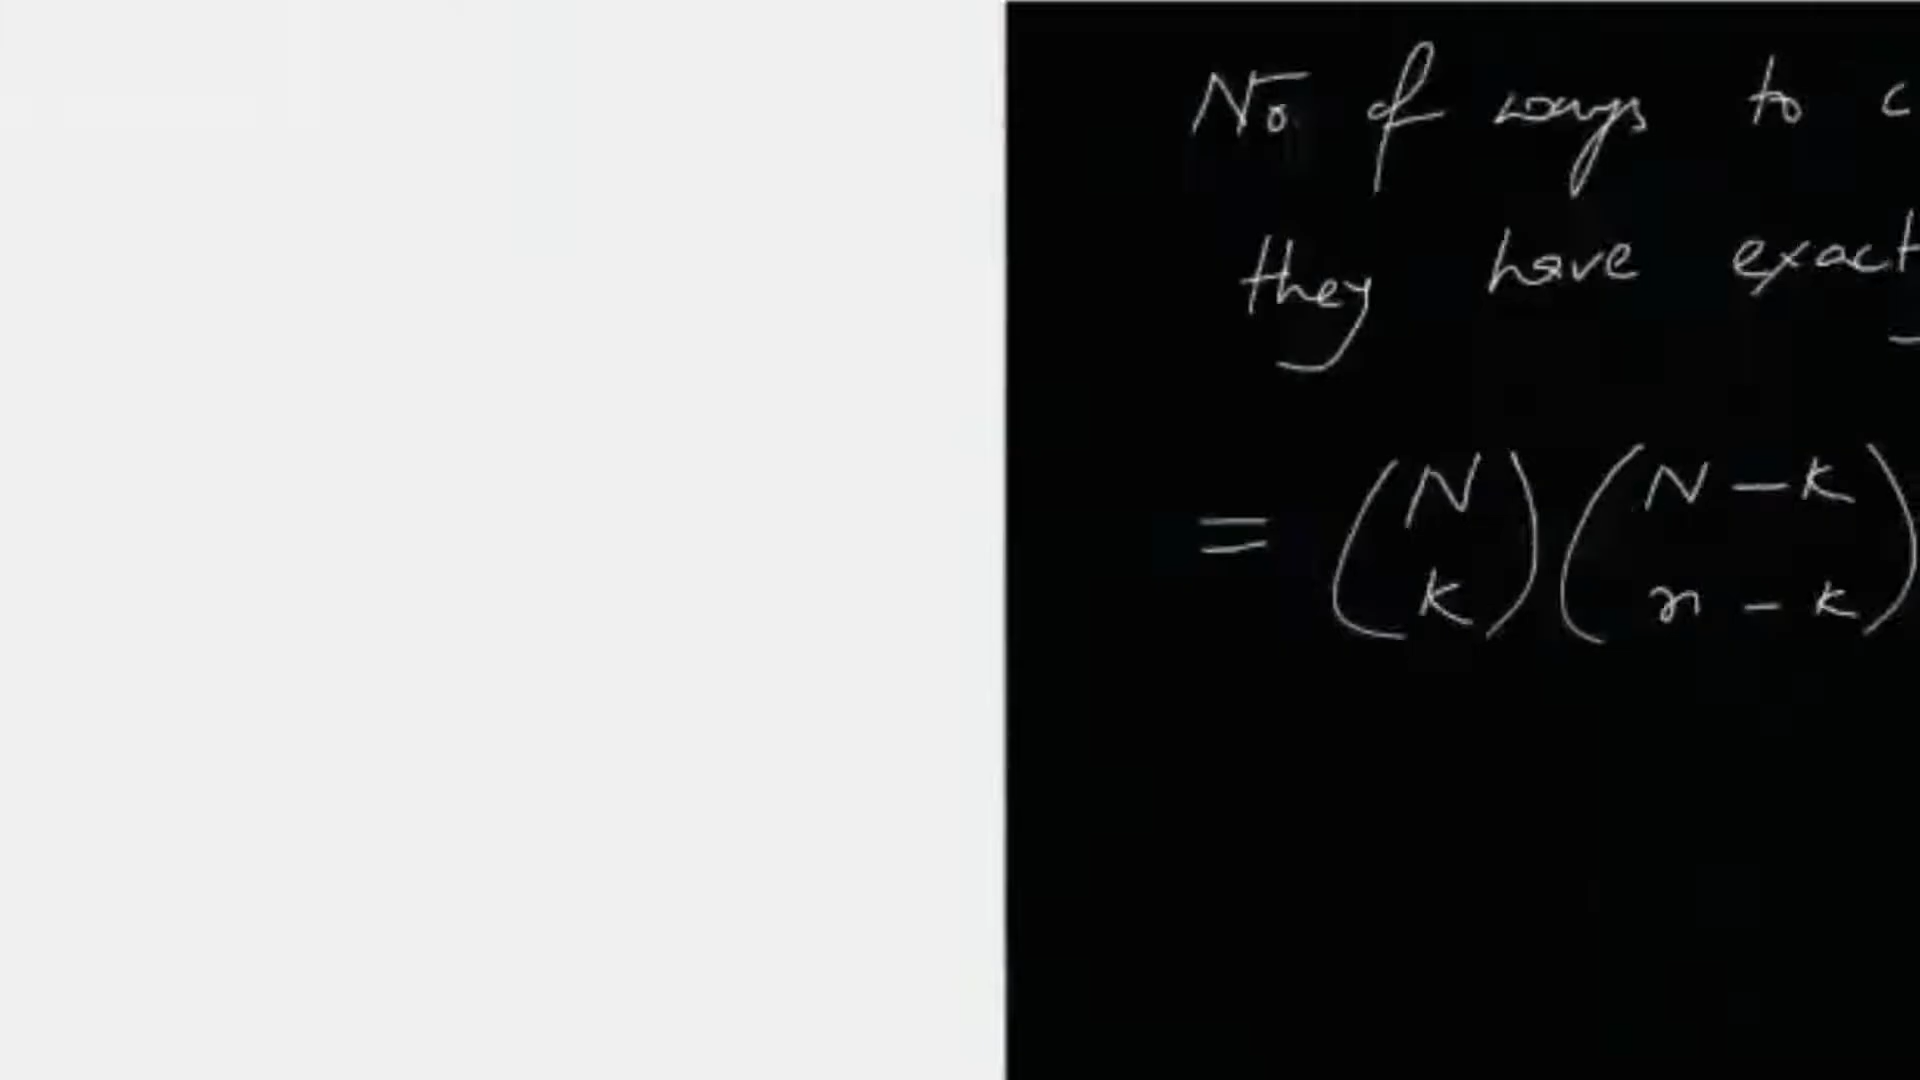 No. of ways to c
they have exact
= (N k) (N - k n - k)